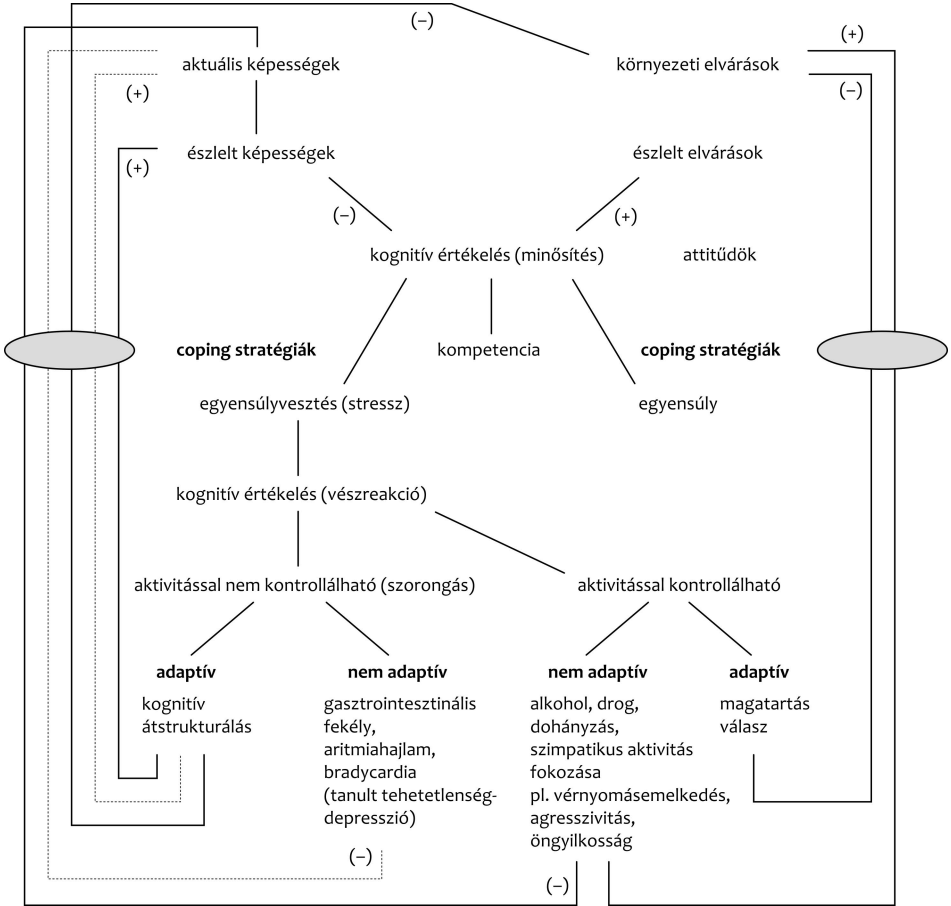 (–)
(+)
aktuális képességek
környezeti elvárások
(+)
(–)
észlelt képességek
észlelt elvárások
(+)
(–)
(+)
kognitív értékelés (minősítés)
attitűdök
coping stratégiák
kompetencia
coping stratégiák
egyensúlyvesztés (stressz)
egyensúly
kognitív értékelés (vészreakció)
aktivitással nem kontrollálható (szorongás)
aktivitással kontrollálható
adaptív
kognitív
átstrukturálás
nem adaptív
gasztrointesztinális
fekély,
aritmiahajlam,
bradycardia
(tanult tehetetlenség-
depresszió)
nem adaptív
alkohol, drog,
dohányzás,
szimpatikus aktivitás
fokozása
pl. vérnyomásemelkedés,
agresszivitás,
öngyilkosság
adaptív
magatartás
válasz
(–)
(–)